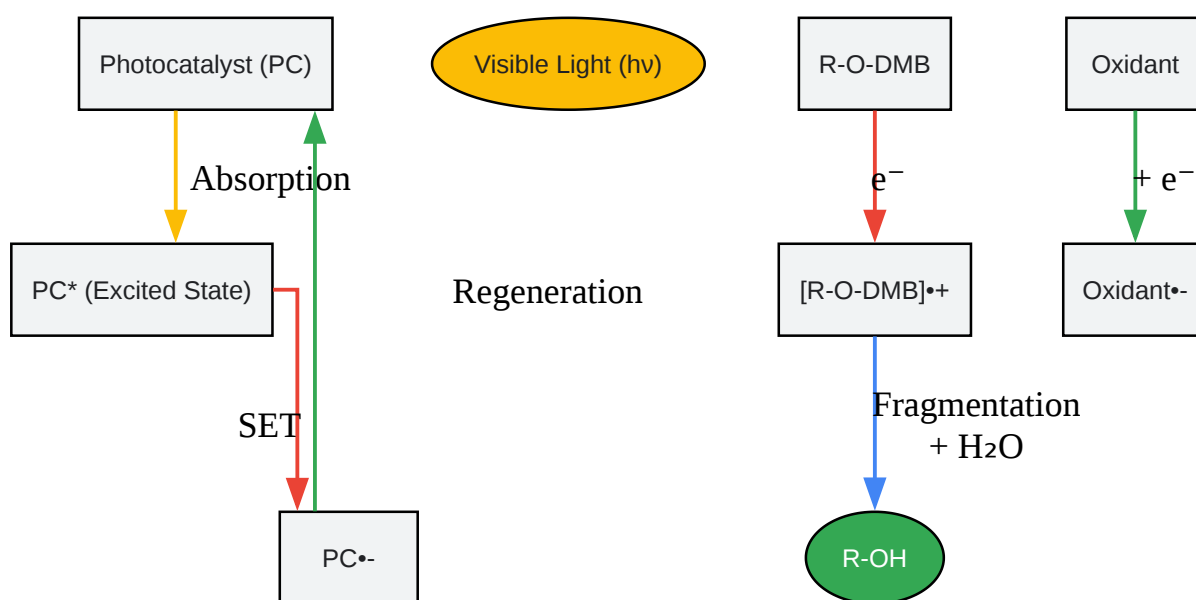 Photocatalyst (PC)
Visible Light (hν)
R-O-DMB
Oxidant
Absorption
e⁻
+ e⁻
PC* (Excited State)
Regeneration
[R-O-DMB]•+
Oxidant•-
SET
Fragmentation
+ H₂O
PC•-
R-OH